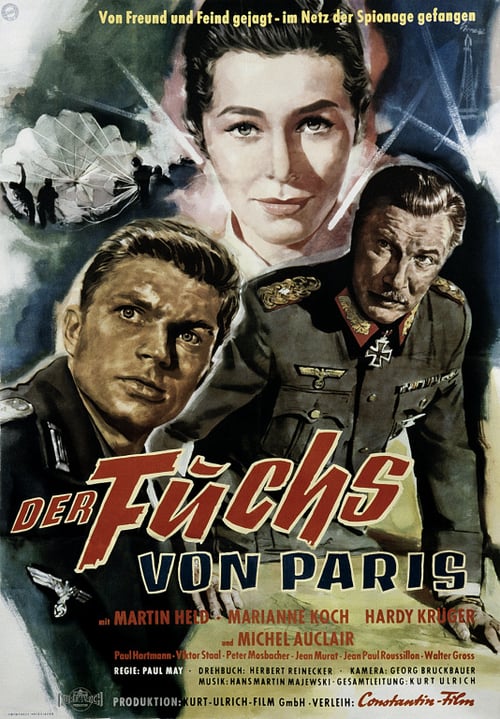 Von Freund und Feind gejagt - im Netz der Spionage gefangen
DER Fuchs
VON PARIS
mit MARTIN HELD · MARIANNE KOCH HARDY KRÜGER
und
MICHEL AUCLAIR
Paul Hartmann · Viktor Staal · Peter Mosbacher · Jean Murat · Jean Paul Roussillon · Walter Gross
REGIE: PAUL MAY · DREHBUCH: HERBERT REINECKER · KAMERA: GEORG BRUCKBAUER
MUSIK: HANS MARTIN MAJEWSKI · GESAMTLEITUNG: KURT ULRICH
PRODUKTION: KURT-ULRICH-FILM GmbH · VERLEIH: Constantin-Film